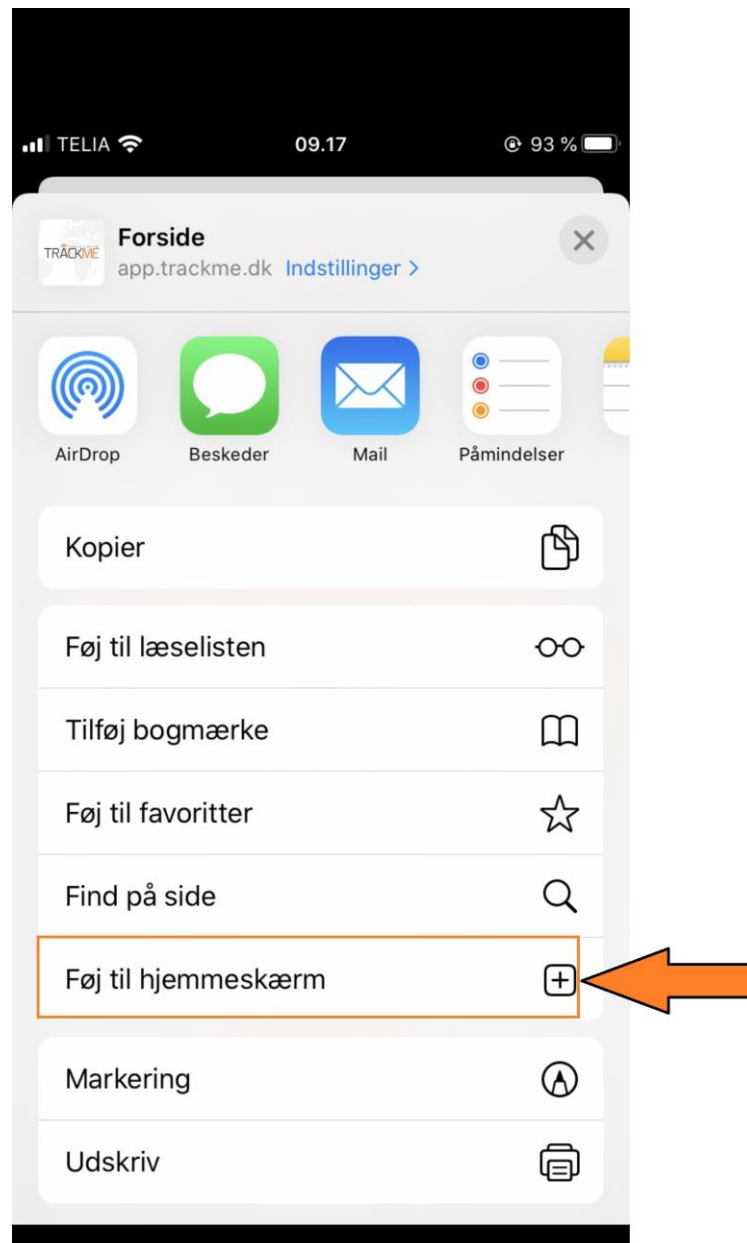 TELIA 09.17 93 %
TRACKME
Forside
app.trackme.dk Indstillinger >
AirDrop Beskeder Mail Påmindelser
Kopier
Føj til læselisten
Tilføj bogmærke
Føj til favoritter
Find på side
Føj til hjemmeskærm
Markering
Udskriv